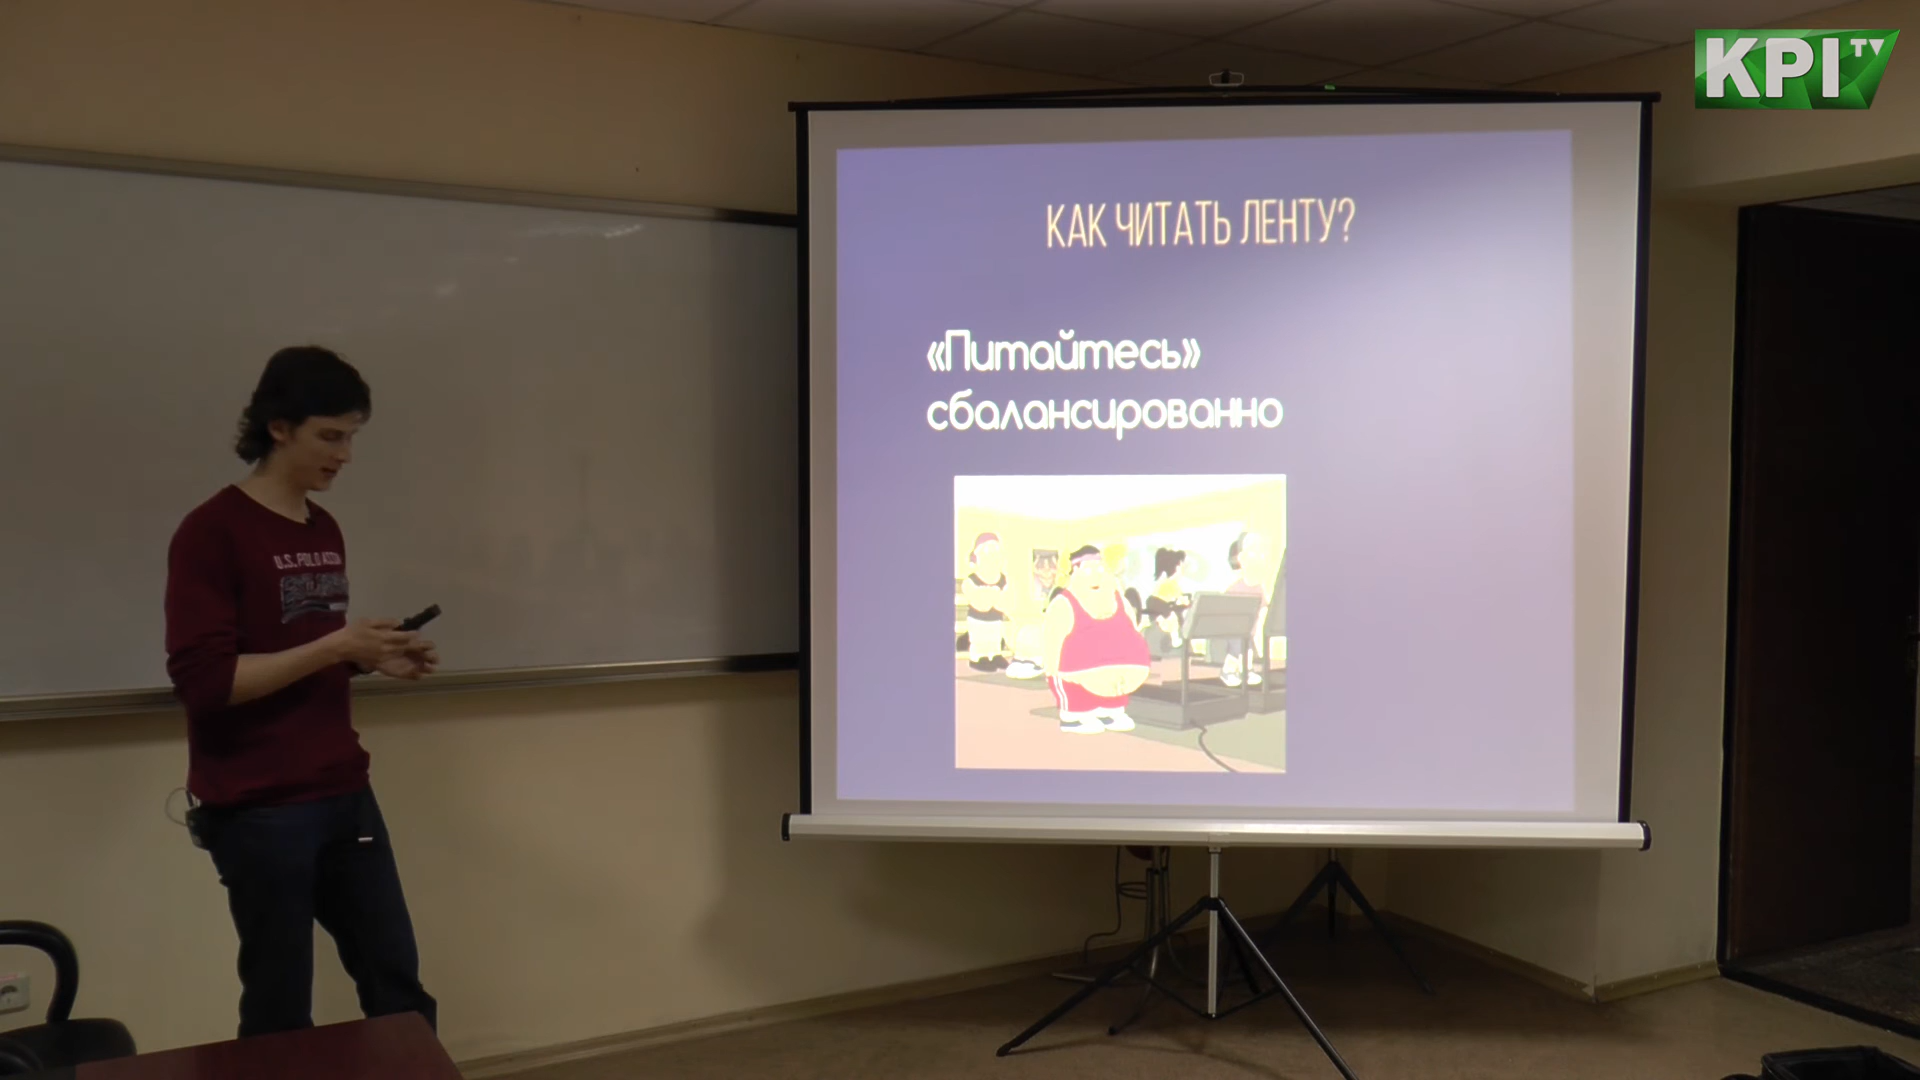 KPI TV
КАК ЧИТАТЬ ЛЕНТУ?
«Питайтесь»
сбалансированно
U.S. POLO ASSN